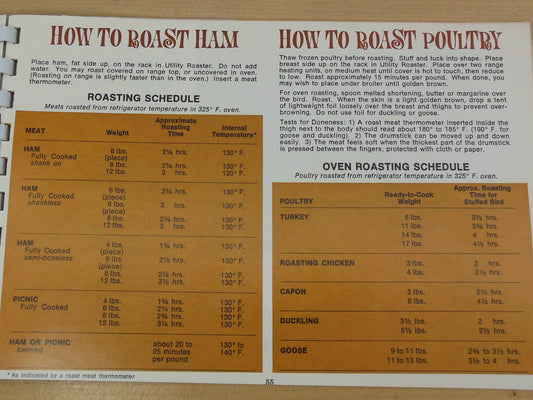 HOW TO ROAST HAM
Place ham, fat side up, on the rack in Utility Roaster. Do not add
water. You may roast covered on range top, or uncovered in oven.
(Roasting on range is slightly faster than in the oven.) Insert a meat
thermometer.
ROASTING SCHEDULE
Meats roasted from refrigerator temperature in 325° F. oven.
MEAT Weight Approximate Roasting Time Internal Temperature*
HAM
Fully Cooked 6 lbs. 2¼ hrs. 130° F.
shank on (piece)
8 lbs. 2½ hrs. 130° F.
12 lbs. 3 hrs. 130° F.
HAM
Fully Cooked 6 lbs. 2½ hrs. 130° F.
shankless (piece)
8 lbs. 3 hrs. 130° F.
(piece)
8 lbs. 2¼ hrs. 130° F.
12 lbs. 3 hrs. 130° F.
HAM 4 lbs. 1¾ hrs. 130° F.
Fully Cooked (piece)
semi-boneless 6 lbs. 2½ hrs. 130° F.
(piece)
8 lbs. 2½ hrs. 130° F.
12 lbs. 3½ hrs. 130° F.
PICNIC 4 lbs. 1¾ hrs. 130° F.
Fully Cooked 6 lbs. 2¼ hrs. 130° F.
8 lbs. 2¾ hrs. 130° F.
12 lbs. 3¼ hrs. 130° F.
HAM OR PICNIC about 20 to 130° to
canned 25 minutes 140° F.
per pound
* As indicated by a roast meat thermometer
HOW TO ROAST POULTRY
Thaw frozen poultry before roasting. Stuff and tuck into shape. Place
breast side up on the rack in Utility Roaster. Place over two range
heating units, on medium heat until cover is hot to touch, then reduce
to low. Roast approximately 15 minutes per pound. When done, you
may wish to place under broiler until golden brown.
For oven roasting, spoon melted shortening, butter or margarine over
the bird. Roast. When the skin is a light golden brown, drop a tent
of lightweight foil loosely over the breast and thighs to prevent over-
browning. Do not use foil for duckling or goose.
Tests for Doneness: 1) A roast meat thermometer inserted inside the
thigh next to the body should read about 180° to 185° F. (190° F. for
goose and duckling). 2) The drumstick can be moved up and down
easily. 3) The meat feels soft when the thickest part of the drumstick
is pressed between the fingers, protected with cloth or paper.
OVEN ROASTING SCHEDULE
Poultry roasted from refrigerator temperature in 325° F. oven.
POULTRY Ready-to-Cook Weight Approx. Roasting Time for Stuffed Bird
TURKEY 8 lbs. 3½ hrs.
11 lbs. 3¾ hrs.
14 lbs. 4 hrs.
17 lbs. 4½ hrs.
ROASTING CHICKEN 3 lbs. 2 hrs.
4 lbs. 2½ hrs.
CAPON 5 lbs. 2½ hrs.
8 lbs. 4½ hrs.
DUCKLING 3½ lbs. 2 hrs.
5½ lbs. 2½ hrs.
GOOSE 9 to 11 lbs. 2¾ to 3½ hrs.
11 to 13 lbs. 3½ to 4 hrs.
55